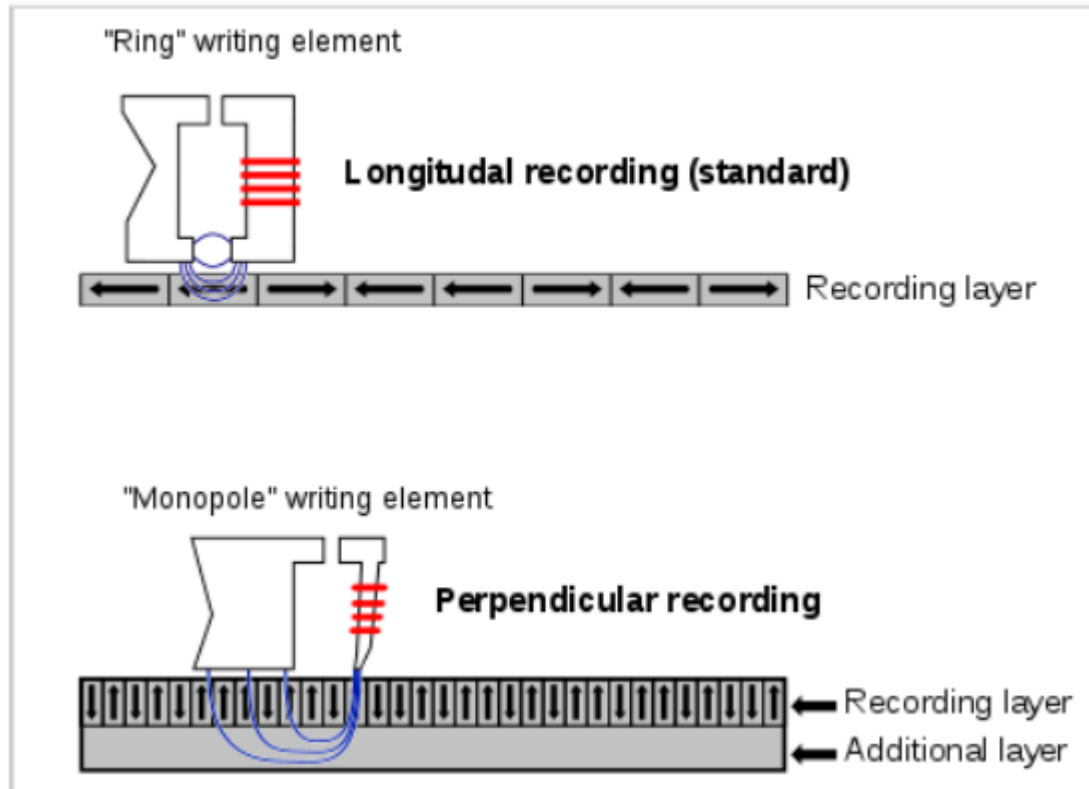 "Ring" writing element
Longitudal recording (standard)
Recording layer
"Monopole" writing element
Perpendicular recording
Recording layer
Additional layer